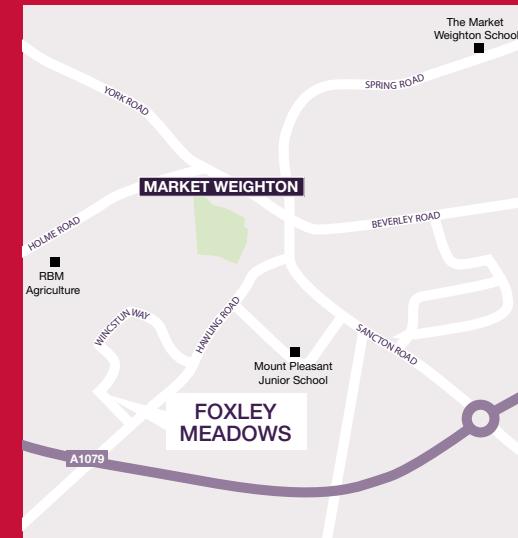 The Market
Weighton School
SPRING ROAD
YORK ROAD
MARKET WEIGHTON
BEVERLEY ROAD
HOLME ROAD
RBM
Agriculture
WINCSTUN WAY
HAWLING ROAD
SANCTON ROAD
Mount Pleasant
Junior School
FOXLEY
MEADOWS
A1079